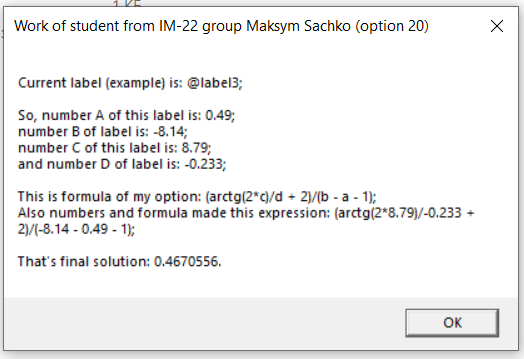 Work of student from IM-22 group Maksym Sachko (option 20)
Current label (example) is: @label3;
So, number A of this label is: 0.49;
number B of label is: -8.14;
number C of this label is: 8.79;
and number D of label is: -0.233;
This is formula of my option: (arctg(2*c)/d + 2)/(b - a - 1);
Also numbers and formula made this expression: (arctg(2*8.79)/-0.233 +
2)/(-8.14 - 0.49 - 1);
That's final solution: 0.4670556.
OK